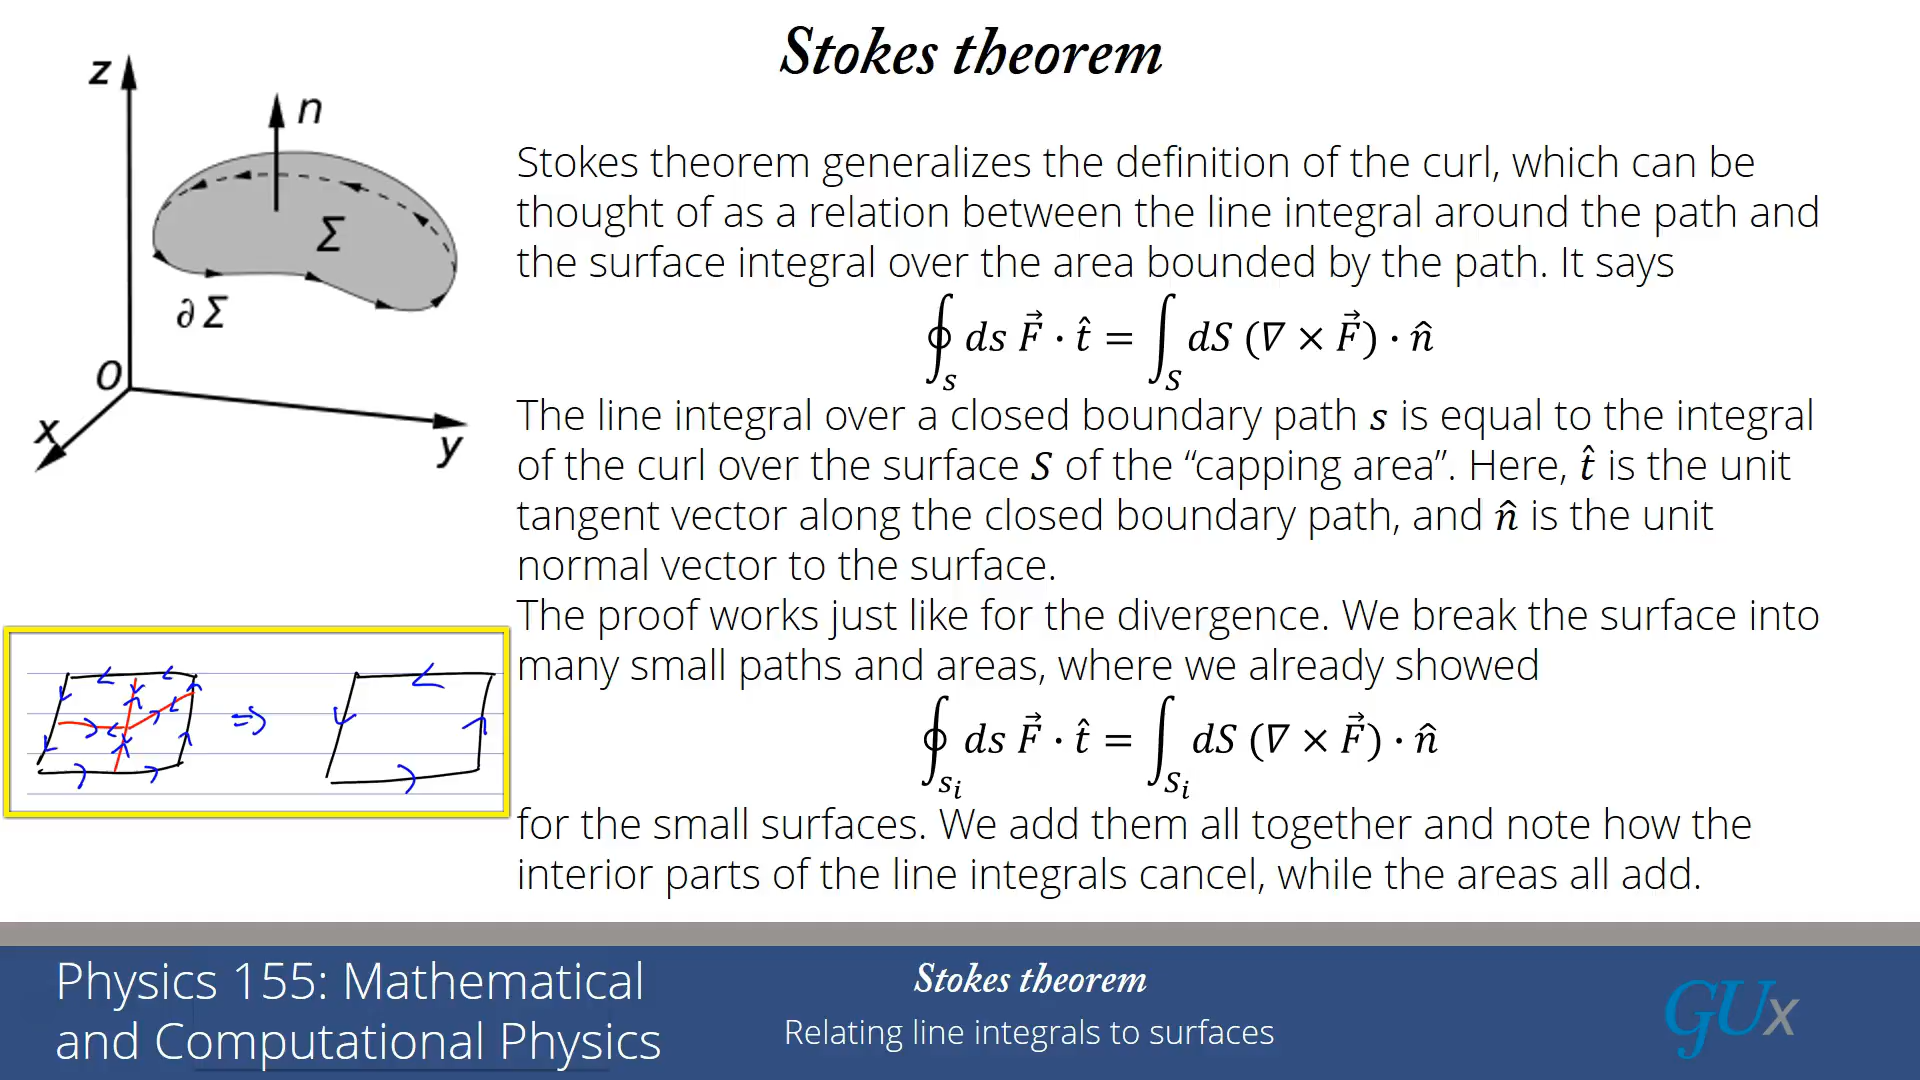 Stokes theorem
z
n
Σ
∂Σ
O
x
y
Stokes theorem generalizes the definition of the curl, which can be
thought of as a relation between the line integral around the path and
the surface integral over the area bounded by the path. It says
∮_s ds F⃗ · t̂ = ∫_S dS (∇ × F⃗) · n̂
The line integral over a closed boundary path s is equal to the integral
of the curl over the surface S of the “capping area”. Here, t̂ is the unit
tangent vector along the closed boundary path, and n̂ is the unit
normal vector to the surface.
The proof works just like for the divergence. We break the surface into
many small paths and areas, where we already showed
∮_{s_i} ds F⃗ · t̂ = ∫_{S_i} dS (∇ × F⃗) · n̂
for the small surfaces. We add them all together and note how the
interior parts of the line integrals cancel, while the areas all add.
⇒
Physics 155: Mathematical
and Computational Physics
Stokes theorem
Relating line integrals to surfaces
GUx